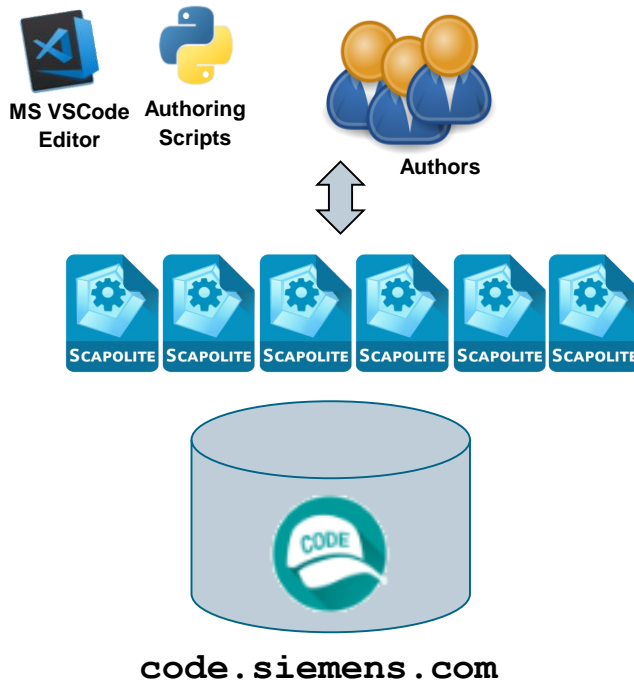 MS VSCode
Editor
Authoring
Scripts
Authors
SCAPOLITE SCAPOLITE SCAPOLITE SCAPOLITE SCAPOLITE SCAPOLITE
CODE
code.siemens.com